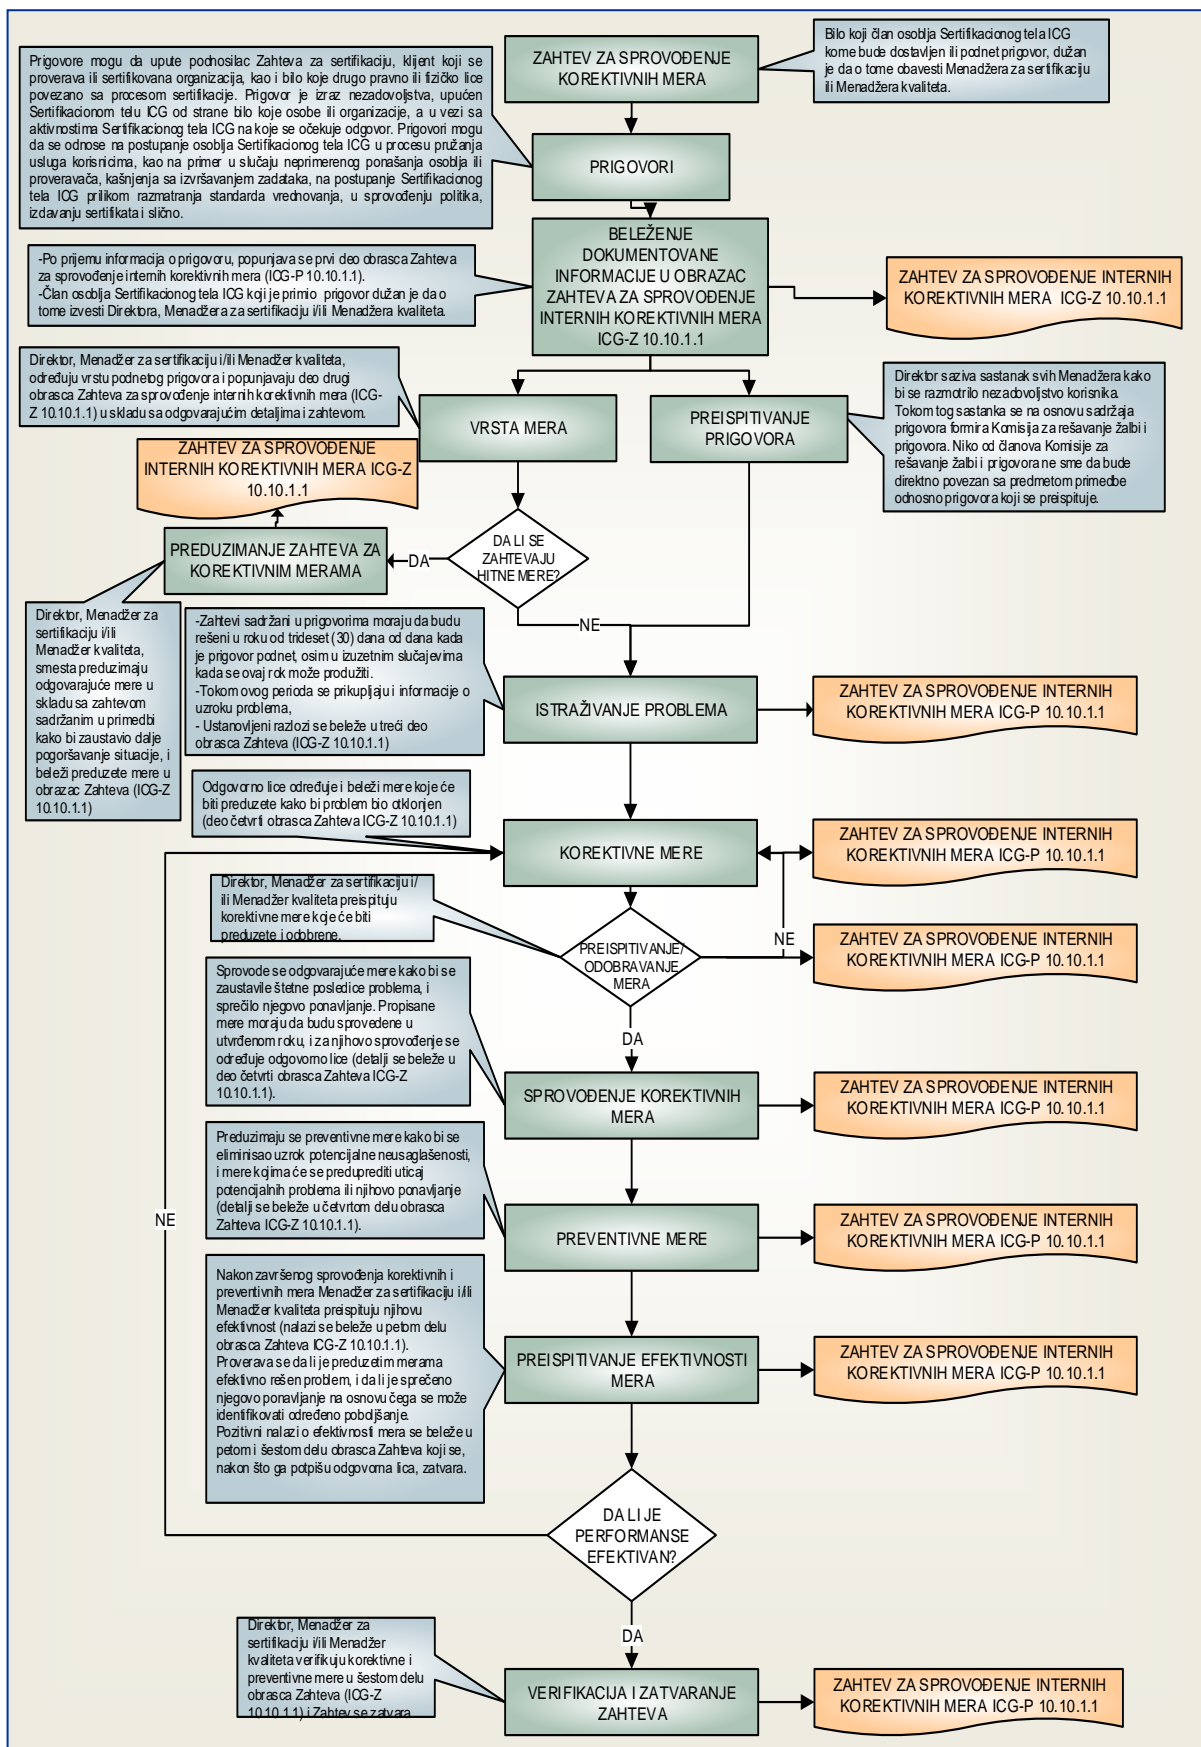 ZAHTEV ZA SPROVOĐENJE
KOREKTIVNIH MERA
Bilo koji član osoblja Sertifikacionog tela ICG
kome bude dostavljen ili podnet prigovor, dužan
je da o tome obavesti Menadžera za sertifikaciju
ili Menadžera kvaliteta.
Prigovore mogu da upute podnosilac Zahteva za sertifikaciju, klijent koji se
proverava ili sertifikovana organizacija, kao i bilo koje drugo pravno ili fizičko lice
povezano sa procesom sertifikacije. Prigovor je izraz nezadovoljstva, upućen
Sertifikacionom telu ICG od strane bilo koje osobe ili organizacije, a u vezi sa
aktivnostima Sertifikacionog tela ICG na koje se očekuje odgovor. Prigovori mogu
da se odnose na postupanje osoblja Sertifikacionog tela ICG u procesu pružanja
usluga korisnicima, kao na primer u slučaju neprimerenog ponašanja osoblja ili
proveravača, kašnjenja sa izvršavanjem zadataka, na postupanje Sertifikacionog
tela ICG prilikom razmatranja standarda vrednovanja, u sprovođenju politika,
izdavanju sertifikata i slično.
PRIGOVORI
-Po prijemu informacija o prigovoru, popunjava se prvi deo obrasca Zahteva
za sprovođenje internih korektivnih mera (ICG-P 10.10.1.1).
-Član osoblja Sertifikacionog tela ICG koji je primio prigovor dužan je da o
tome izvesti Direktora, Menadžera za sertifikaciju i/ili Menadžera kvaliteta.
BELEŽENJE
DOKUMENTOVANE
INFORMACIJE U OBRAZAC
ZAHTEVA ZA SPROVOĐENJE
INTERNIH KOREKTIVNIH MERA
ICG-Z 10.10.1.1
ZAHTEV ZA SPROVOĐENJE INTERNIH
KOREKTIVNIH MERA ICG-Z 10.10.1.1
Direktor, Menadžer za sertifikaciju i/ili Menadžer kvaliteta,
određuju vrstu podnetog prigovora i popunjavaju deo drugi
obrasca Zahteva za sprovođenje internih korektivnih mera (ICG-
Z 10.10.1.1) u skladu sa odgovarajućim detaljima i zahtevom.
VRSTA MERA
PREISPITIVANJE
PRIGOVORA
Direktor saziva sastanak svih Menadžera kako
bi se razmotrilo nezadovoljstvo korisnika.
Tokom tog sastanka se na osnovu sadržaja
prigovora formira Komisija za rešavanje žalbi i
prigovora. Niko od članova Komisije za
rešavanje žalbi i prigovora ne sme da bude
direktno povezan sa predmetom primedbe
odnosno prigovora koji se preispituje.
ZAHTEV ZA SPROVOĐENJE
INTERNIH KOREKTIVNIH MERA ICG-Z
10.10.1.1
PREDUZIMANJE ZAHTEVA ZA
KOREKTIVNIM MERAMA
DA
DA LI SE
ZAHTEVAJU
HITNE MERE?
NE
Direktor, Menadžer za
sertifikaciju i/ili
Menadžer kvaliteta,
smesta preduzimaju
odgovarajuće mere u
skladu sa zahtevom
sadržanim u primedbi
kako bi zaustavio dalje
pogoršavanje situacije, i
beleži preduzete mere u
obrazac Zahteva (ICG-Z
10.10.1.1)
-Zahtevi sadržani u prigovorima moraju da budu
rešeni u roku od trideset (30) dana od dana kada
je prigovor podnet, osim u izuzetnim slučajevima
kada se ovaj rok može produžiti.
-Tokom ovog perioda se prikupljaju i informacije o
uzroku problema,
- Ustanovljeni razlozi se beleže u treći deo
obrasca Zahteva (ICG-Z 10.10.1.1)
ISTRAŽIVANJE PROBLEMA
ZAHTEV ZA SPROVOĐENJE INTERNIH
KOREKTIVNIH MERA ICG-P 10.10.1.1
Odgovorno lice određuje i beleži mere koje će
biti preduzete kako bi problem bio otklonjen
(deo četvrti obrasca Zahteva ICG-Z 10.10.1.1)
KOREKTIVNE MERE
ZAHTEV ZA SPROVOĐENJE INTERNIH
KOREKTIVNIH MERA ICG-P 10.10.1.1
Direktor, Menadžer za sertifikaciju i/
ili Menadžer kvaliteta preispituju
korektivne mere koje će biti
preduzete i odobrene.
PREISPITIVANJE/
ODOBRAVANJE
MERA
NE
ZAHTEV ZA SPROVOĐENJE INTERNIH
KOREKTIVNIH MERA ICG-P 10.10.1.1
DA
Sprovode se odgovarajuće mere kako bi se
zaustavile štetne posledice problema, i
sprečilo njegovo ponavljanje. Propisane
mere moraju da budu sprovedene u
utvrđenom roku, i za njihovo sprovođenje se
određuje odgovorno lice (detalji se beleže u
deo četvrti obrasca Zahteva ICG-Z
10.10.1.1).
SPROVOĐENJE KOREKTIVNIH
MERA
ZAHTEV ZA SPROVOĐENJE INTERNIH
KOREKTIVNIH MERA ICG-P 10.10.1.1
Preduzimaju se preventivne mere kako bi se
eliminisao uzrok potencijalne neusaglašenosti,
i mere kojima će se preduprediti uticaj
potencijalnih problema ili njihovo ponavljanje
(detalji se beleže u četvrtom delu obrasca
Zahteva ICG-Z 10.10.1.1).
NE
PREVENTIVNE MERE
ZAHTEV ZA SPROVOĐENJE INTERNIH
KOREKTIVNIH MERA ICG-P 10.10.1.1
Nakon završenog sprovođenja korektivnih i
preventivnih mera Menadžer za sertifikaciju i/ili
Menadžer kvaliteta preispituju njihovu
efektivnost (nalazi se beleže u petom delu
obrasca Zahteva ICG-Z 10.10.1.1).
Proverava se da li je preduzetim merama
efektivno rešen problem, i da li je sprečeno
njegovo ponavljanje na osnovu čega se može
identifikovati određeno poboljšanje.
Pozitivni nalazi o efektivnosti mera se beleže u
petom i šestom delu obrasca Zahteva koji se,
nakon što ga potpišu odgovorna lica, zatvara.
PREISPITIVANJE EFEKTIVNOSTI
MERA
ZAHTEV ZA SPROVOĐENJE INTERNIH
KOREKTIVNIH MERA ICG-P 10.10.1.1
DA LI JE
PERFORMANSE
EFEKTIVAN?
DA
Direktor, Menadžer za
sertifikaciju i/ili Menadžer
kvaliteta verifikuju korektivne i
preventivne mere u šestom delu
obrasca Zahteva (ICG-Z
10.10.1.1) i Zahtev se zatvara
VERIFIKACIJA I ZATVARANJE
ZAHTEVA
ZAHTEV ZA SPROVOĐENJE INTERNIH
KOREKTIVNIH MERA ICG-P 10.10.1.1